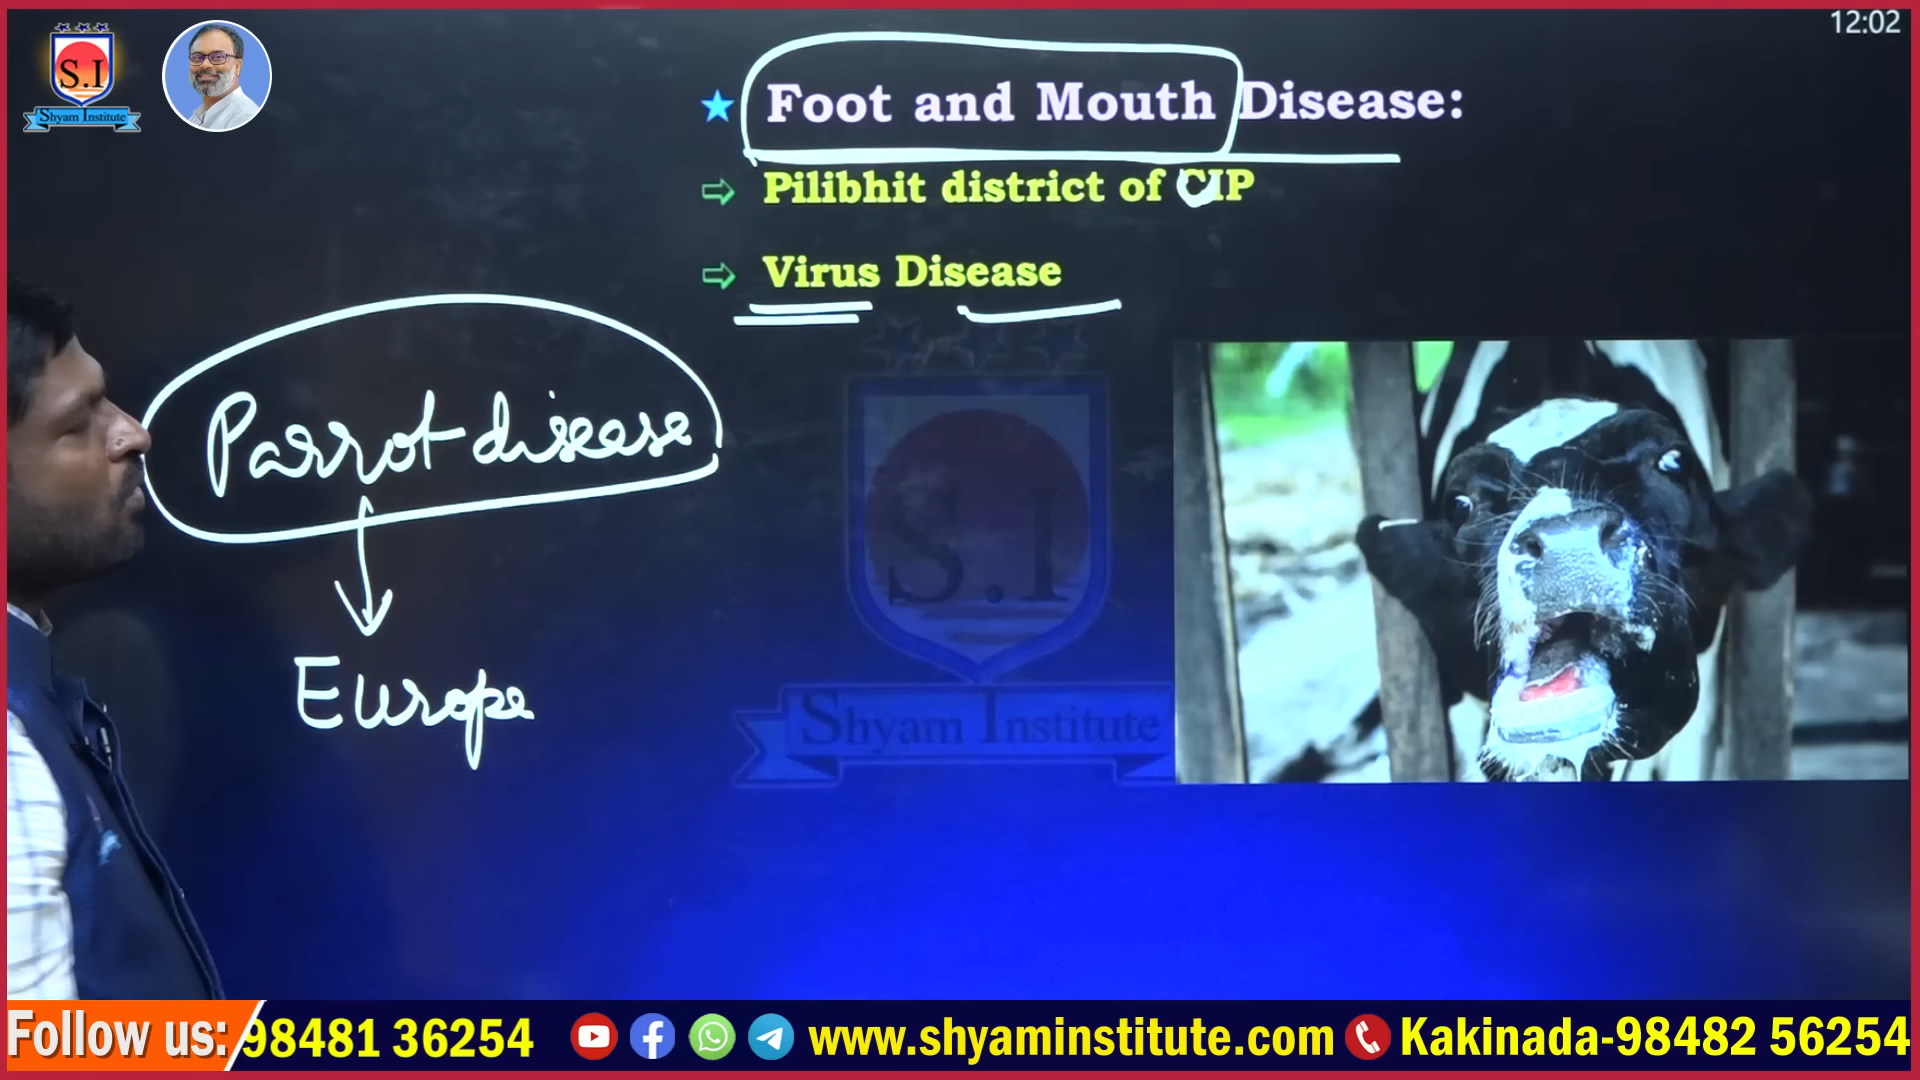 12:02
S.I
Shyam Institute
Foot and Mouth Disease:
Pilibhit district of
Virus Disease
Parrot disease
Europe
S.I
Shyam Institute
Follow us: 98481 36254
www.shyaminstitute.com
Kakinada-98482 56254